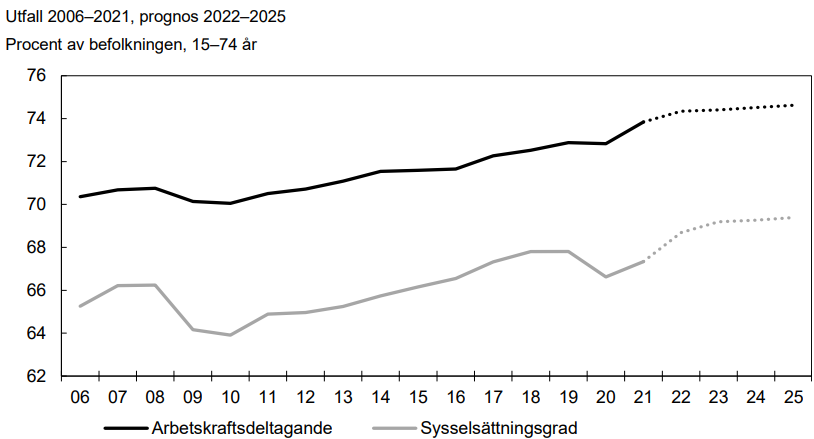 Utfall 2006–2021, prognos 2022–2025
Procent av befolkningen, 15–74 år
76
74
72
70
68
66
64
62
06 07 08 09 10 11 12 13 14 15 16 17 18 19 20 21 22 23 24 25
Arbetskraftsdeltagande Sysselsättningsgrad